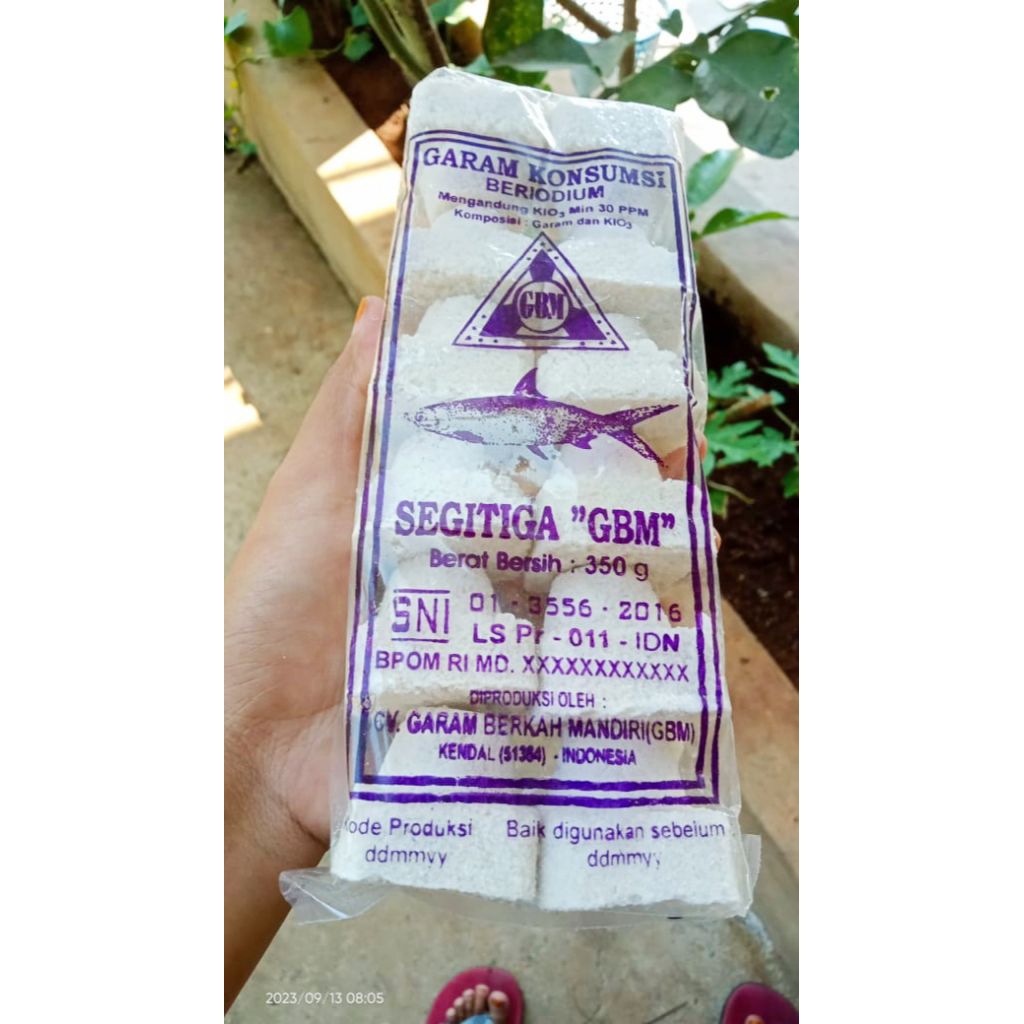 GARAM KONSUMSi
BERIODIUM
Mengandung KIO₃ Min 30 PPM
Komposisi : Garam dan KIO₃
GBM
SEGITIGA "GBM"
Berat Bersih : 350 g
SNI 01 - 3556 - 2016
LS Pr - 011 - IDN
BPOM RI MD. XXXXXXXXXXXX
DIPRODUKSI OLEH :
CV. GARAM BERKAH MANDIRI(GBM)
KENDAL (51364) - INDONESIA
Kode Produksi Baik digunakan sebelum
ddmmyy ddmmyy
2023/09/13 08:05